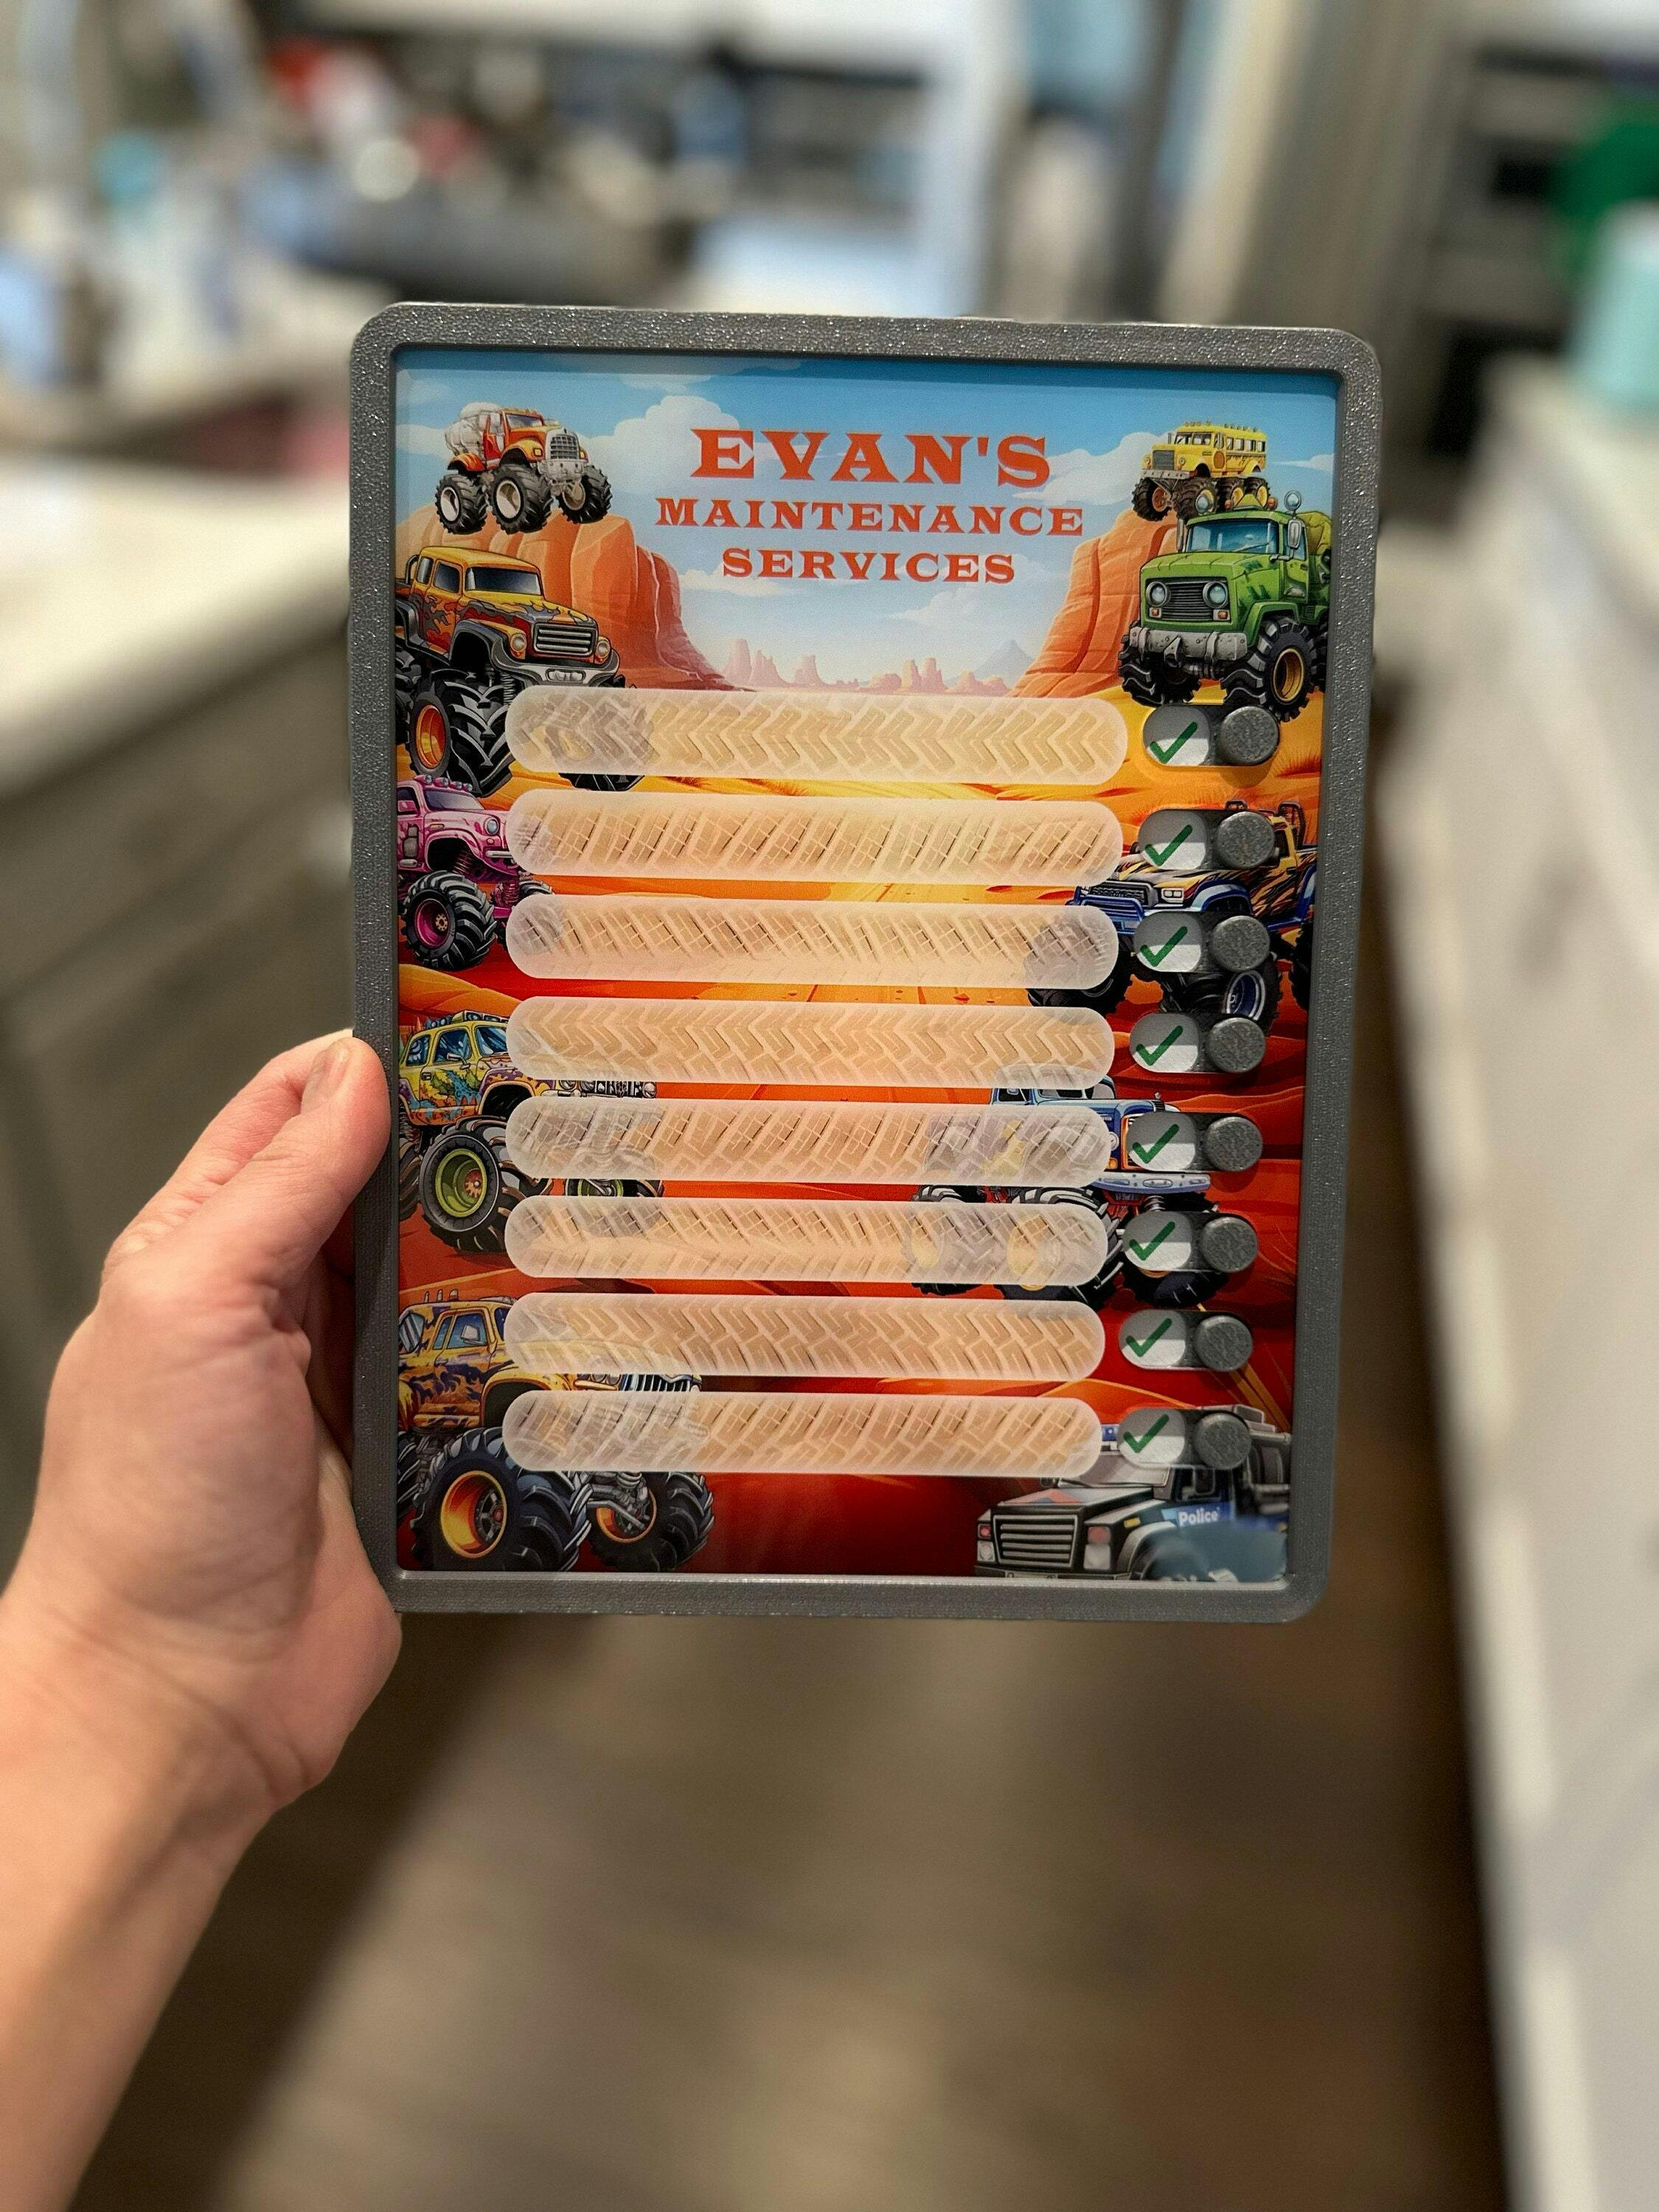 EVAN'S
MAINTENANCE
SERVICES
Police